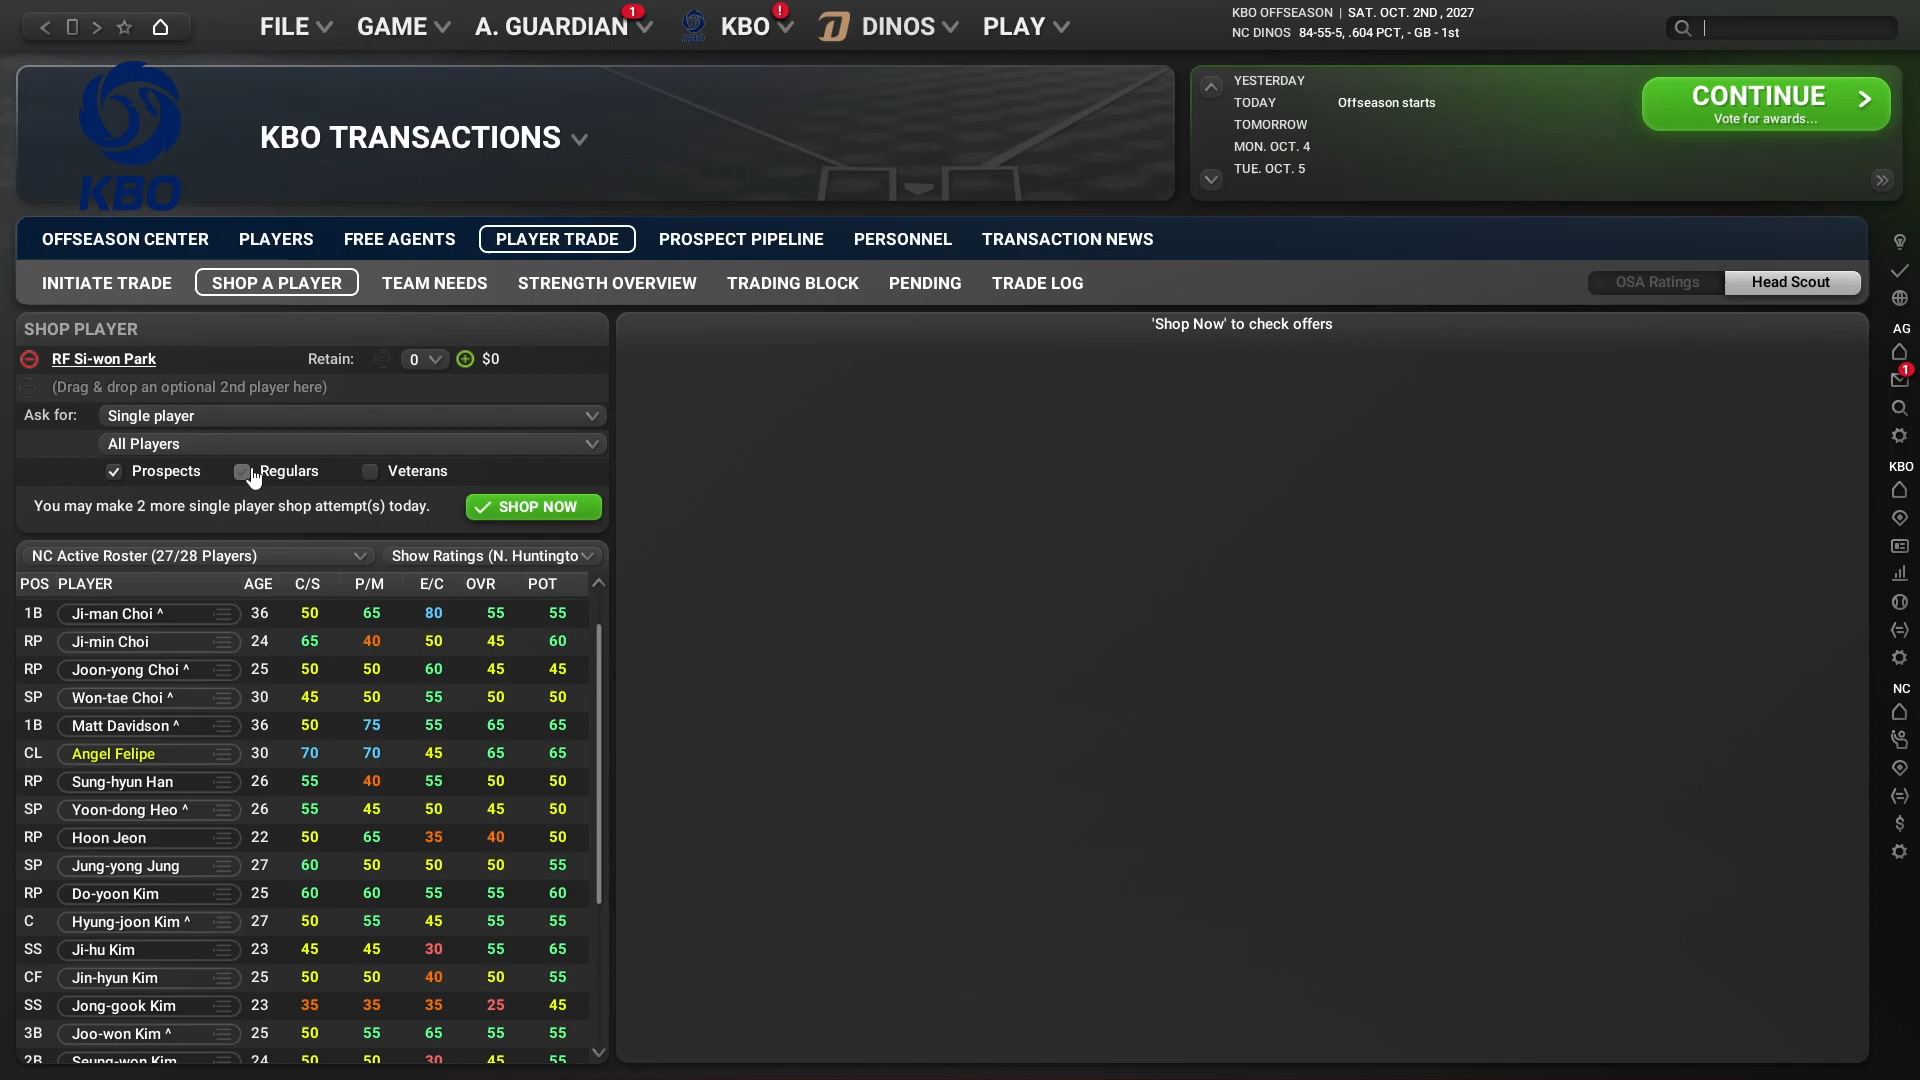 FILE GAME A. GUARDIAN 1 KBO ! DINOS PLAY
KBO OFFSEASON | SAT. OCT. 2ND, 2027
NC DINOS 84-55-5, .604 PCT, - GB - 1st
KBO
KBO TRANSACTIONS
YESTERDAY
TODAY Offseason starts
TOMORROW
MON. OCT. 4
TUE. OCT. 5
CONTINUE
Vote for awards...
OFFSEASON CENTER PLAYERS FREE AGENTS PLAYER TRADE PROSPECT PIPELINE PERSONNEL TRANSACTION NEWS
INITIATE TRADE SHOP A PLAYER TEAM NEEDS STRENGTH OVERVIEW TRADING BLOCK PENDING TRADE LOG OSA Ratings Head Scout
SHOP PLAYER
RF Si-won Park Retain: 0 $0
(Drag & drop an optional 2nd player here)
Ask for: Single player
All Players
Prospects Regulars Veterans
You may make 2 more single player shop attempt(s) today. SHOP NOW
'Shop Now' to check offers
NC Active Roster (27/28 Players) Show Ratings (N. Huntingto
POS PLAYER AGE C/S P/M E/C OVR POT
1B Ji-man Choi ^ 36 50 65 80 55 55
RP Ji-min Choi 24 65 40 50 45 60
RP Joon-yong Choi ^ 25 50 50 60 45 45
SP Won-tae Choi ^ 30 45 50 55 50 50
1B Matt Davidson ^ 36 50 75 55 65 65
CL Angel Felipe 30 70 70 45 65 65
RP Sung-hyun Han 26 55 40 55 50 50
SP Yoon-dong Heo ^ 26 55 45 50 45 50
RP Hoon Jeon 22 50 65 35 40 50
SP Jung-yong Jung 27 60 50 50 50 55
RP Do-yoon Kim 25 60 60 55 55 60
C Hyung-joon Kim ^ 27 50 55 45 55 55
SS Ji-hu Kim 23 45 45 30 55 65
CF Jin-hyun Kim 25 50 50 40 50 55
SS Jong-gook Kim 23 35 35 35 25 45
3B Joo-won Kim ^ 25 50 55 65 55 55
2B Seung-won Kim 24 50 50 30 45 55
AG
1
KBO
NC
$